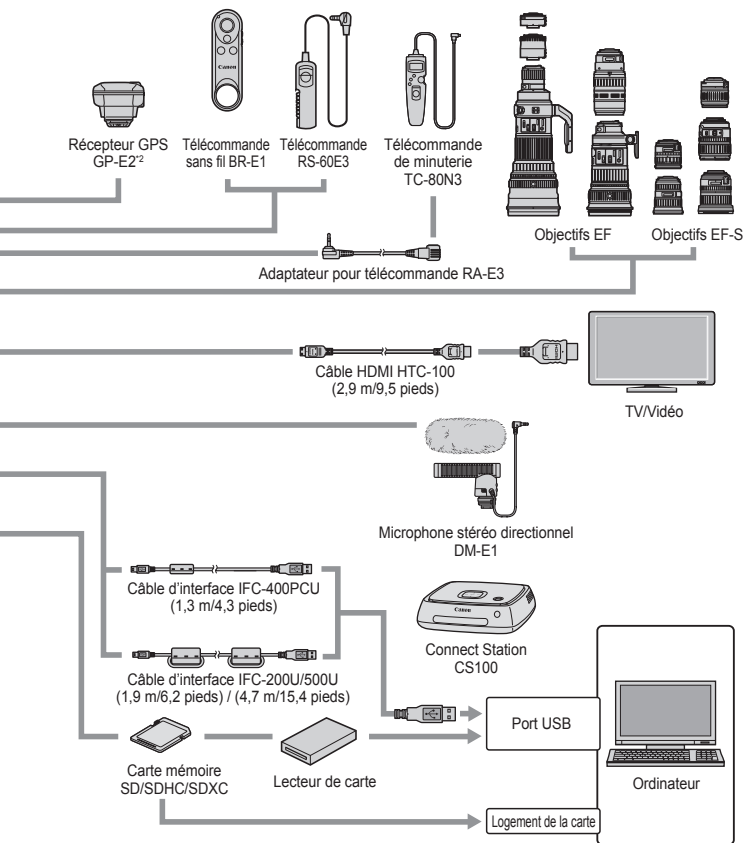 Canon
Récepteur GPS
GP-E2*2
Télécommande
sans fil BR-E1
Télécommande
RS-60E3
Télécommande
de minuterie
TC-80N3
Objectifs EF
Objectifs EF-S
Adaptateur pour télécommande RA-E3
Câble HDMI HTC-100
(2,9 m/9,5 pieds)
TV/Vidéo
Microphone stéréo directionnel
DM-E1
Câble d’interface IFC-400PCU
(1,3 m/4,3 pieds)
Canon
Connect Station
CS100
Câble d’interface IFC-200U/500U
(1,9 m/6,2 pieds) / (4,7 m/15,4 pieds)
Port USB
Carte mémoire
SD/SDHC/SDXC
Lecteur de carte
Ordinateur
Logement de la carte